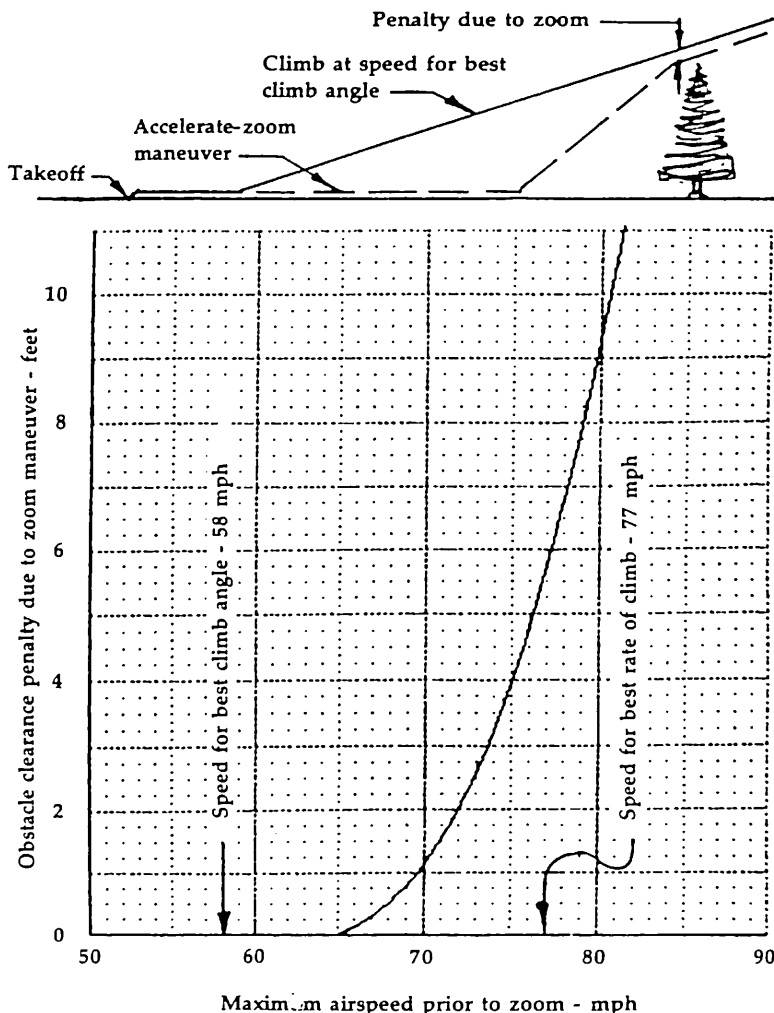 Penalty due to zoom
Climb at speed for best
climb angle
Accelerate-zoom
maneuver
Takeoff
Obstacle clearance penalty due to zoom maneuver - feet
10
8
6
4
2
0
Speed for best climb angle - 58 mph
Speed for best rate of climb - 77 mph
50
60
70
80
90
Maximum airspeed prior to zoom - mph